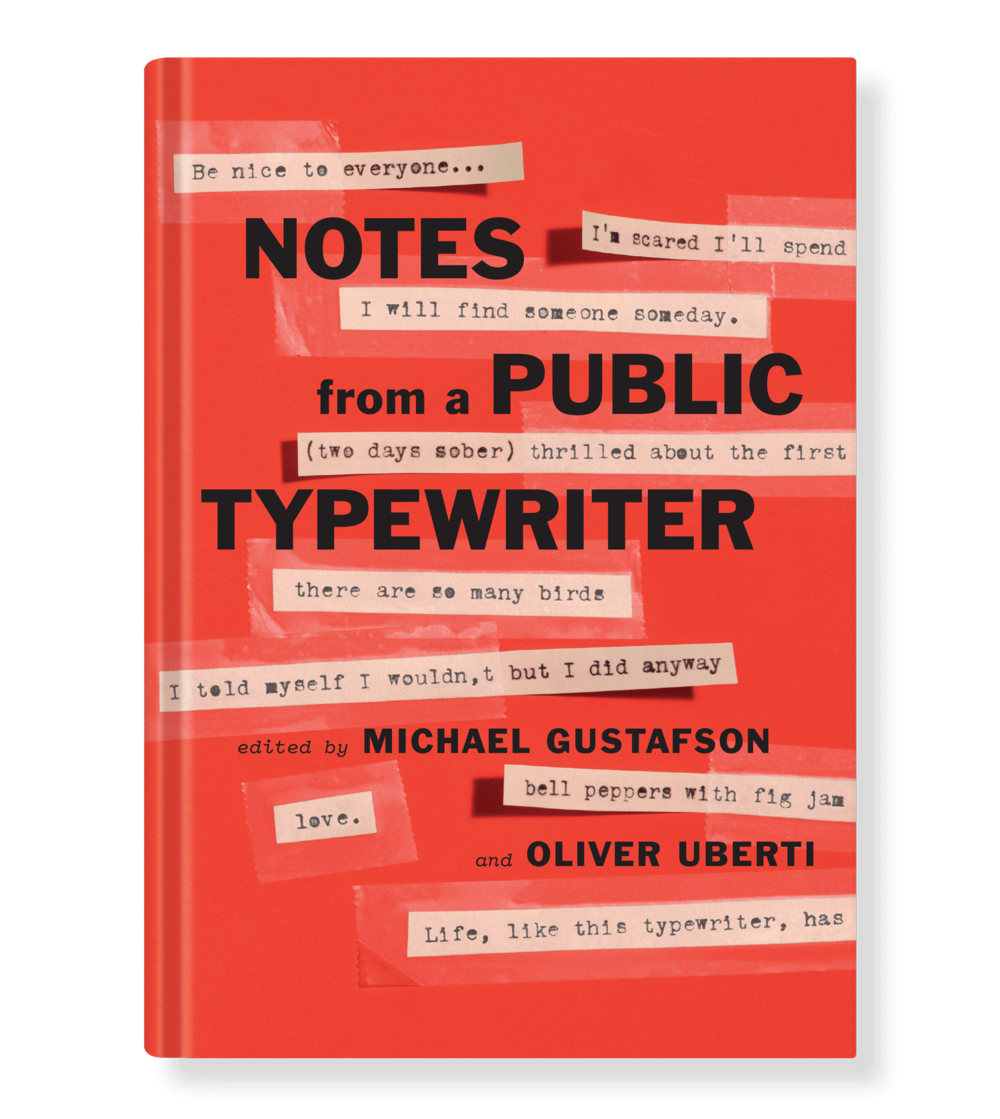 Be nice to everyone...
NOTES
I'm scared I'll spend
I will find someone someday.
from a PUBLIC
(two days sober) thrilled about the first
TYPEWRITER
there are so many birds
I told myself I wouldn,t but I did anyway
edited by MICHAEL GUSTAFSON
bell peppers with fig jam
love.
and OLIVER UBERTI
Life, like this typewriter, has